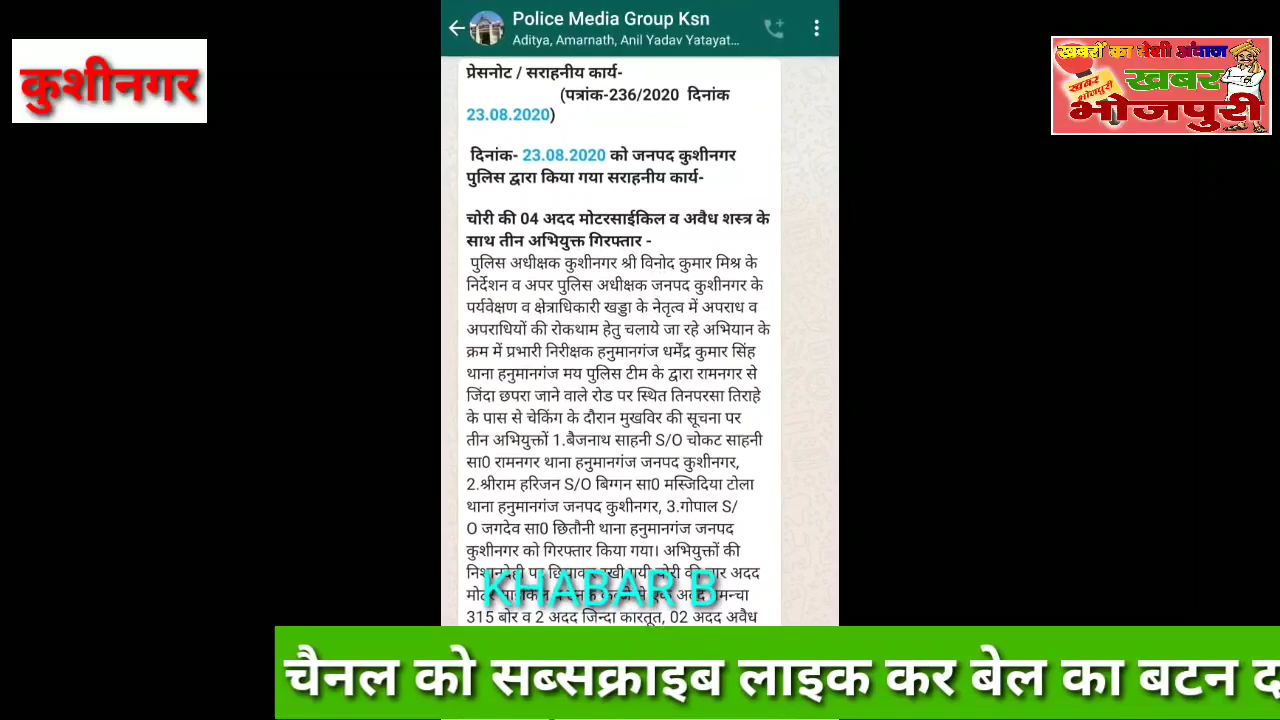 कुशीनगर
Police Media Group Ksn
Aditya, Amarnath, Anil Yadav Yatayat...
खबरों का देशी अंदाज
खबर
खबर
भोजपुरी
भोजपुरी
प्रेसनोट / सराहनीय कार्य-
(पत्रांक-236/2020 दिनांक
23.08.2020)
दिनांक- 23.08.2020 को जनपद कुशीनगर
पुलिस द्वारा किया गया सराहनीय कार्य-
चोरी की 04 अदद मोटरसाईकिल व अवैध शस्त्र के
साथ तीन अभियुक्त गिरफ्तार -
पुलिस अधीक्षक कुशीनगर श्री विनोद कुमार मिश्र के
निर्देशन व अपर पुलिस अधीक्षक जनपद कुशीनगर के
पर्यवेक्षण व क्षेत्राधिकारी खड्डा के नेतृत्व में अपराध व
अपराधियों की रोकथाम हेतु चलाये जा रहे अभियान के
क्रम में प्रभारी निरीक्षक हनुमानगंज धर्मेंद्र कुमार सिंह
थाना हनुमानगंज मय पुलिस टीम के द्वारा रामनगर से
जिंदा छपरा जाने वाले रोड पर स्थित तिनपरसा तिराहे
के पास से चेकिंग के दौरान मुखविर की सूचना पर
तीन अभियुक्तों 1.बैजनाथ साहनी S/O चोकट साहनी
सा0 रामनगर थाना हनुमानगंज जनपद कुशीनगर,
2.श्रीराम हरिजन S/O बिग्गन सा0 मस्जिदिया टोला
थाना हनुमानगंज जनपद कुशीनगर, 3.गोपाल S/
O जगदेव सा0 छितौनी थाना हनुमानगंज जनपद
कुशीनगर को गिरफ्तार किया गया। अभियुक्तों की
अदद
KHABAR B
315 बोर व 2 अदद जिन्दा कारतूत, 02 अदद अवैध
चैनल को सब्सक्राइब लाइक कर बेल का बटन द